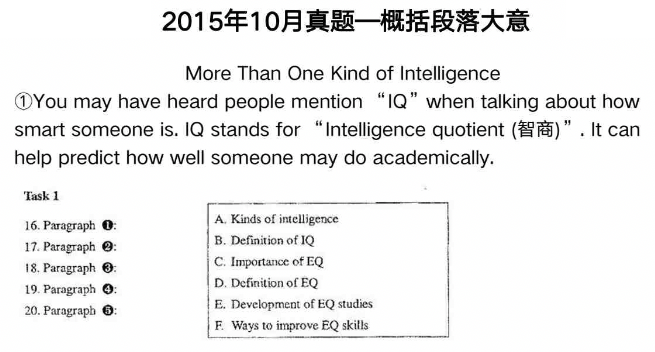 2015年10月真题—概括段落大意
More Than One Kind of Intelligence
①You may have heard people mention “IQ” when talking about how
smart someone is. IQ stands for “Intelligence quotient (智商)”. It can
help predict how well someone may do academically.
Task 1
16. Paragraph ❶:
17. Paragraph ❷:
18. Paragraph ❸:
19. Paragraph ❹:
20. Paragraph ❺:
A. Kinds of intelligence
B. Definition of IQ
C. Importance of EQ
D. Definition of EQ
E. Development of EQ studies
F. Ways to improve EQ skills